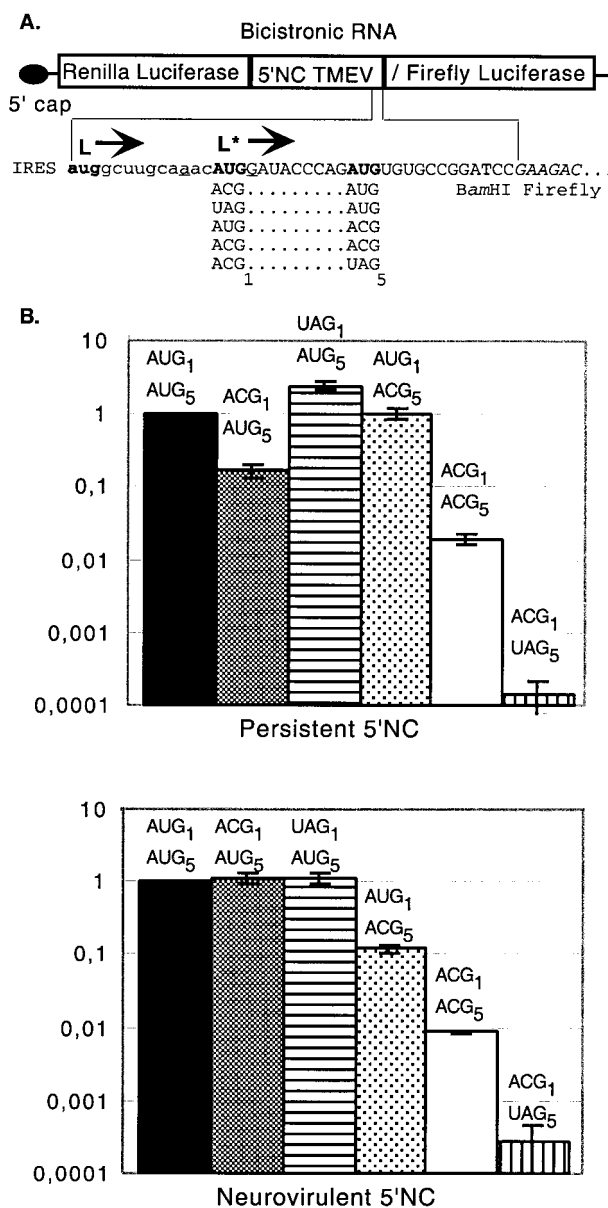 A.
Bicistronic RNA
Renilla Luciferase 5'NC TMEV / Firefly Luciferase
5' cap
L L*
IRES auggcuugcaaacAUGGAUACCCAGAUGUGUGCCGGAUCCGAAGAC...
ACG..........AUG BamHI Firefly
UAG..........AUG
AUG..........ACG
ACG..........ACG
ACG..........UAG
1 5
B.
10
1
0,1
0,01
0,001
0,0001
AUG1
AUG5
ACG1
AUG5
UAG1
AUG5
AUG1
ACG5
ACG1
ACG5
ACG1
UAG5
Persistent 5'NC
10
1
0,1
0,01
0,001
0,0001
AUG1
AUG5
ACG1
AUG5
UAG1
AUG5
AUG1
ACG5
ACG1
ACG5
ACG1
UAG5
Neurovirulent 5'NC